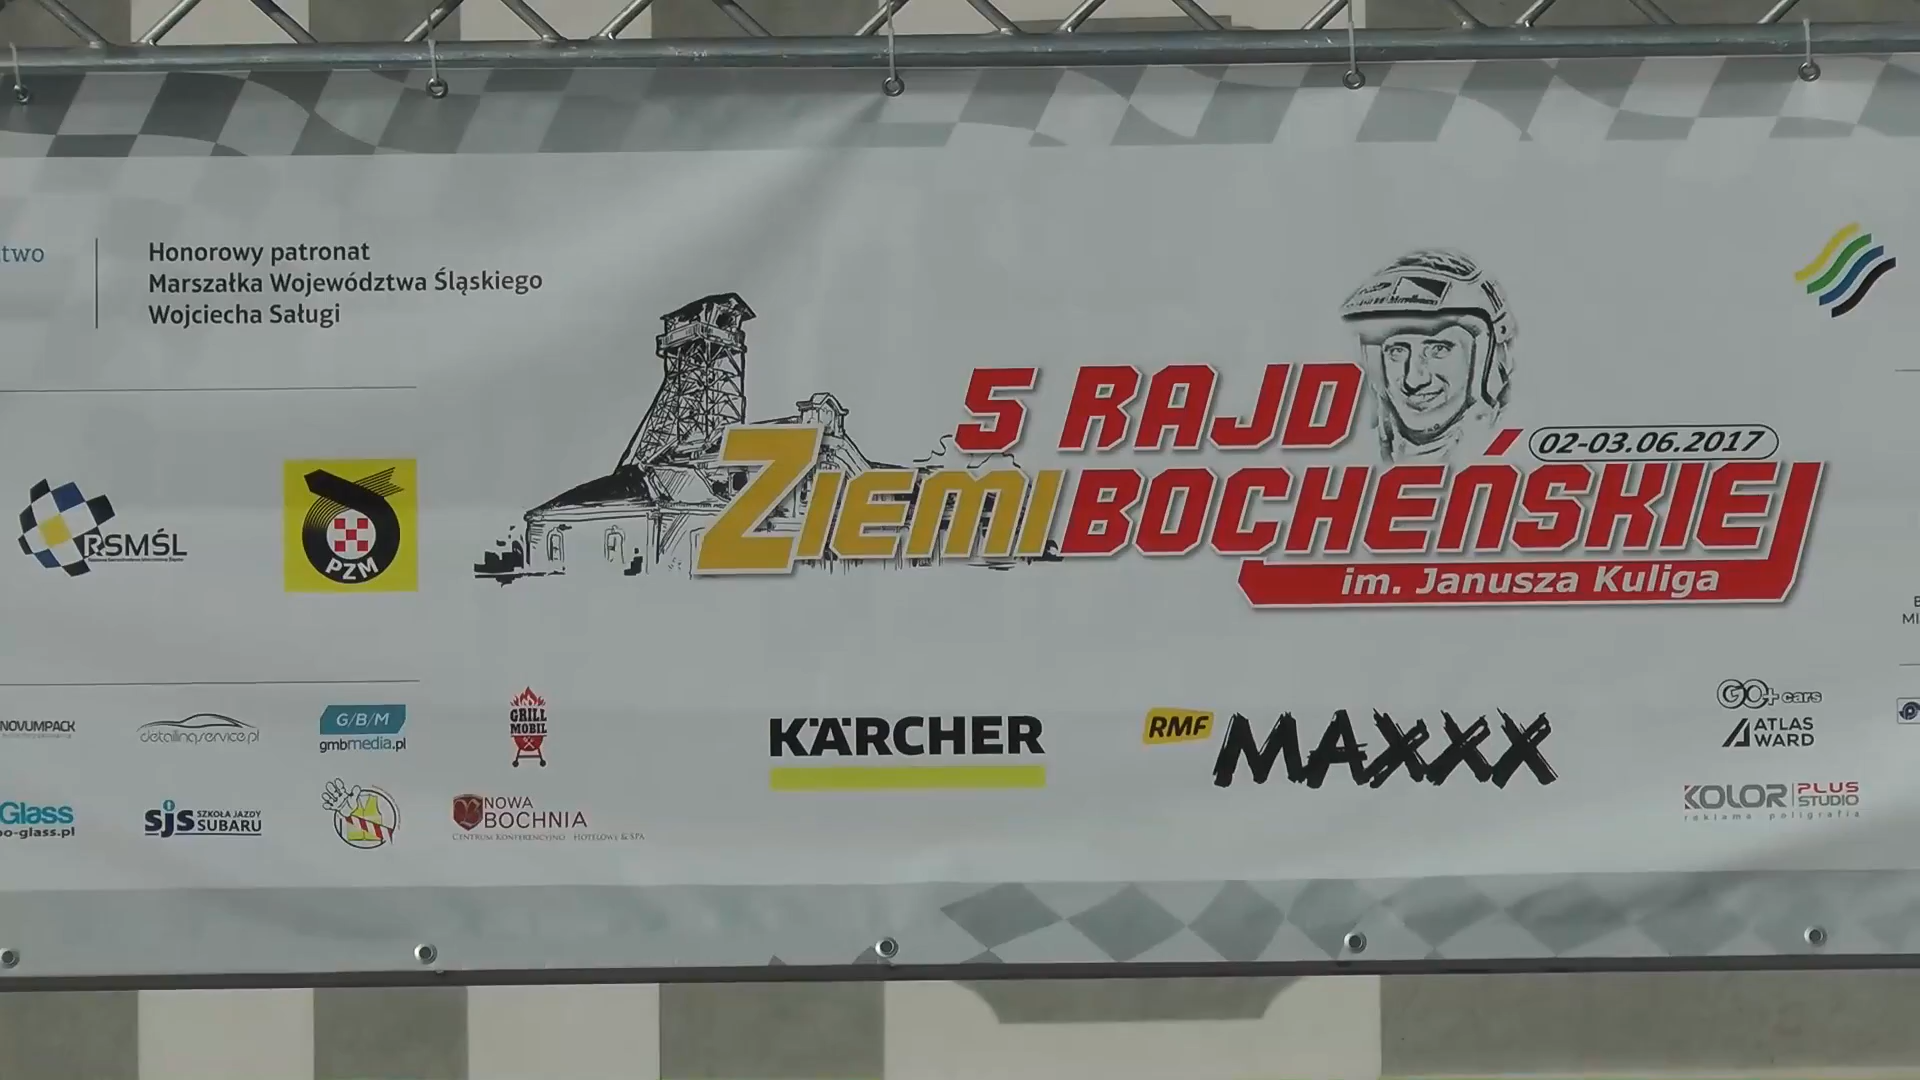 two
Honorowy patronat
Marszałka Województwa Śląskiego
Wojciecha Saługi
5 RAJD
02-03.06.2017
ZIEMI BOCHEŃSKIEJ
im. Janusza Kuliga
RSMŚL
PZM
NOVUMPACK
detailingservice.pl
G/B/M
gmbmedia.pl
GRILL
MOBIL
KÄRCHER
RMF MAXXX
GO+cars
ATLAS
WARD
Glass
o-glass.pl
sjs SZKOŁA JAZDY
SUBARU
NOWA
BOCHNIA
CENTRUM KONFERENCYJNO - HOTELOWE & SPA
KOLOR PLUS
STUDIO
reklama poligrafia